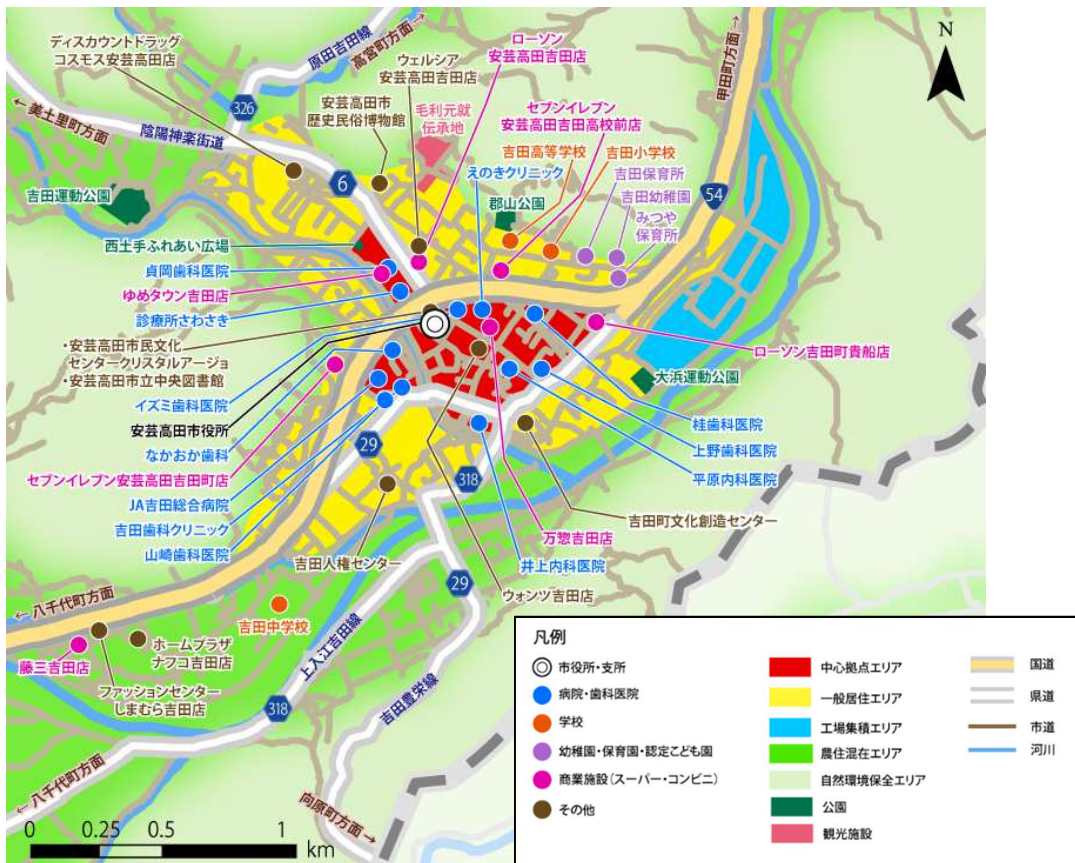 ディスカウントドラッグ
コスモス安芸高田店
原田吉田線
高宮町方面
ウェルシア
安芸高田吉田店
ローソン
安芸高田吉田店
N
← 美土里町方面
326
安芸高田市
歴史民俗博物館
毛利元就
伝承地
セブンイレブン
安芸高田吉田高校前店
甲田町方面 →
陰陽神楽街道
吉田高等学校
吉田小学校
えのきクリニック
吉田保育所
6
吉田運動公園
郡山公園
吉田幼稚園
みつや
保育所
54
西土手ふれあい広場
貞岡歯科医院
ゆめタウン吉田店
診療所さわさき
・安芸高田市民文化
センタークリスタルアージョ
・安芸高田市立中央図書館
ローソン吉田町貴船店
大浜運動公園
イズミ歯科医院
安芸高田市役所
なかおか歯科
セブンイレブン安芸高田吉田町店
JA吉田総合病院
吉田歯科クリニック
山崎歯科医院
29
318
桂歯科医院
上野歯科医院
平原内科医院
吉田町文化創造センター
吉田人権センター
万惣吉田店
井上内科医院
ウォンツ吉田店
29
← 八千代町方面
吉田中学校
上入江吉田線
吉田豊栄線
藤三吉田店
ホームプラザ
ナフコ吉田店
ファッションセンター
しまむら吉田店
318
← 八千代町方面
向原町方面 →
0 0.25 0.5 1
km
凡例
市役所・支所
病院・歯科医院
学校
幼稚園・保育園・認定こども園
商業施設(スーパー・コンビニ)
その他
中心拠点エリア
一般居住エリア
工場集積エリア
農住混在エリア
自然環境保全エリア
公園
観光施設
国道
県道
市道
河川